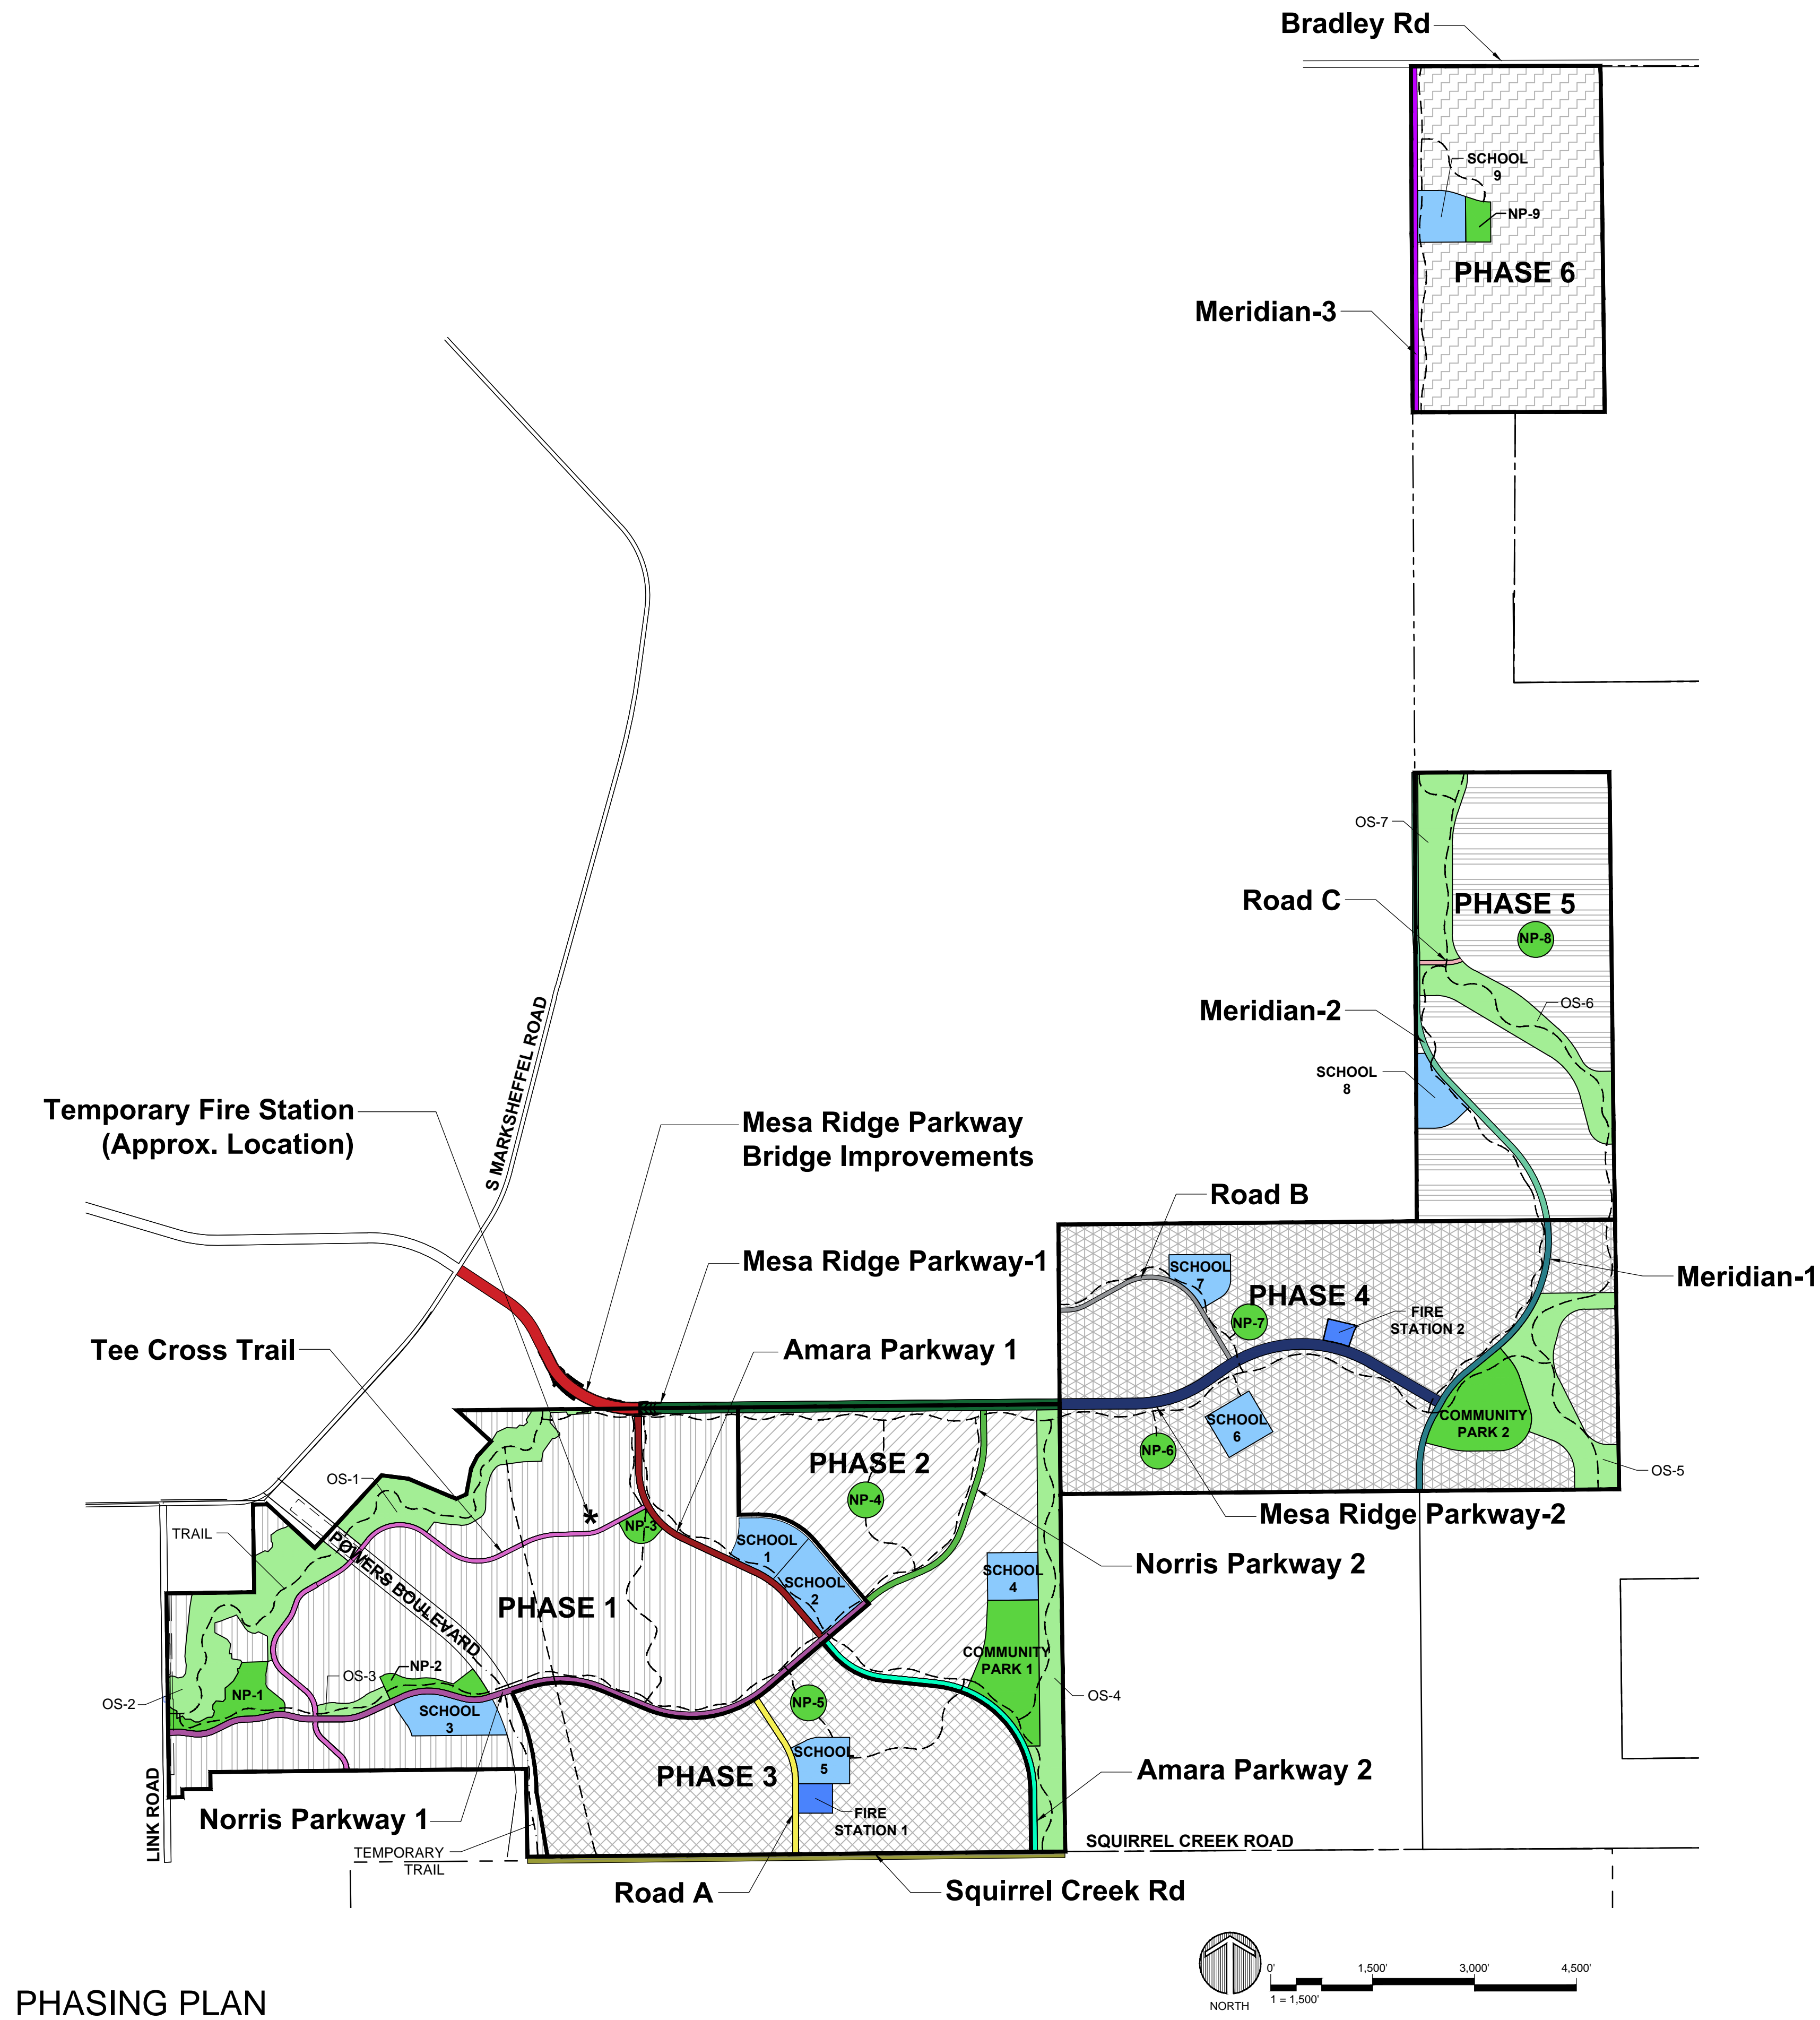 Bradley Rd
SCHOOL
9
NP-9
PHASE 6
Meridian-3
OS-7
Road C
PHASE 5
NP-8
OS-6
Meridian-2
SCHOOL
8
S MARKSHEFFEL ROAD
Temporary Fire Station
(Approx. Location)
Mesa Ridge Parkway
Bridge Improvements
Road B
Mesa Ridge Parkway-1
SCHOOL
7
PHASE 4
Meridian-1
NP-7
FIRE
STATION 2
Tee Cross Trail
Amara Parkway 1
SCHOOL
6
COMMUNITY
PARK 2
NP-6
PHASE 2
OS-1
OS-5
NP-4
Mesa Ridge Parkway-2
*
NP-3
TRAIL
POWERS BOULEVARD
SCHOOL
1
SCHOOL
2
Norris Parkway 2
SCHOOL
4
PHASE 1
COMMUNITY
PARK 1
NP-2
OS-3
OS-2
NP-1
OS-4
NP-5
SCHOOL
3
SCHOOL
5
PHASE 3
Amara Parkway 2
LINK ROAD
Norris Parkway 1
FIRE
STATION 1
SQUIRREL CREEK ROAD
TEMPORARY
TRAIL
Road A
Squirrel Creek Rd
NORTH
0'
1,500'
3,000'
4,500'
1 = 1,500'
PHASING PLAN